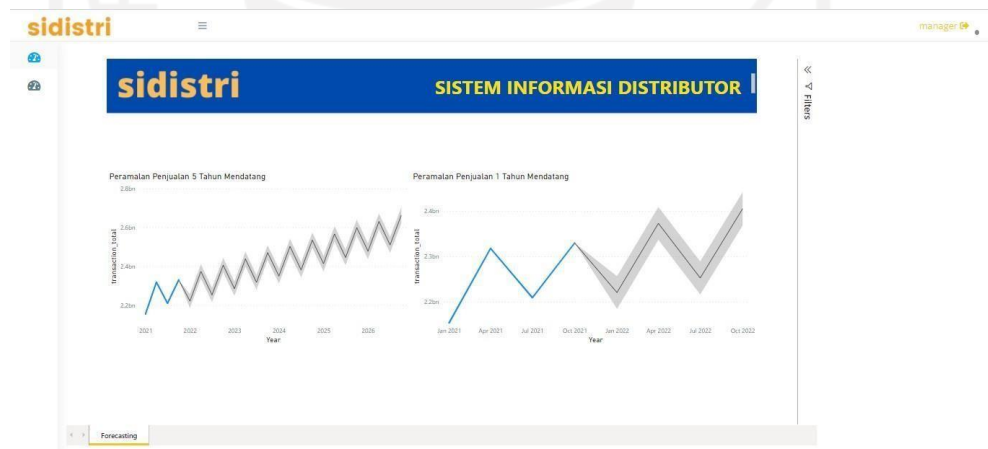 sidistri
manager
sidistri
SISTEM INFORMASI DISTRIBUTOR
Filters
Peramalan Penjualan 5 Tahun Mendatang
2.8bn
2.6bn
2.4bn
2.2bn
transaction_total
2021 2022 2023 2024 2025 2026
Year
Peramalan Penjualan 1 Tahun Mendatang
2.4bn
2.3bn
2.2bn
transaction_total
Jan 2021 Apr 2021 Jul 2021 Oct 2021 Jan 2022 Apr 2022 Jul 2022 Oct 2022
Year
Forecasting